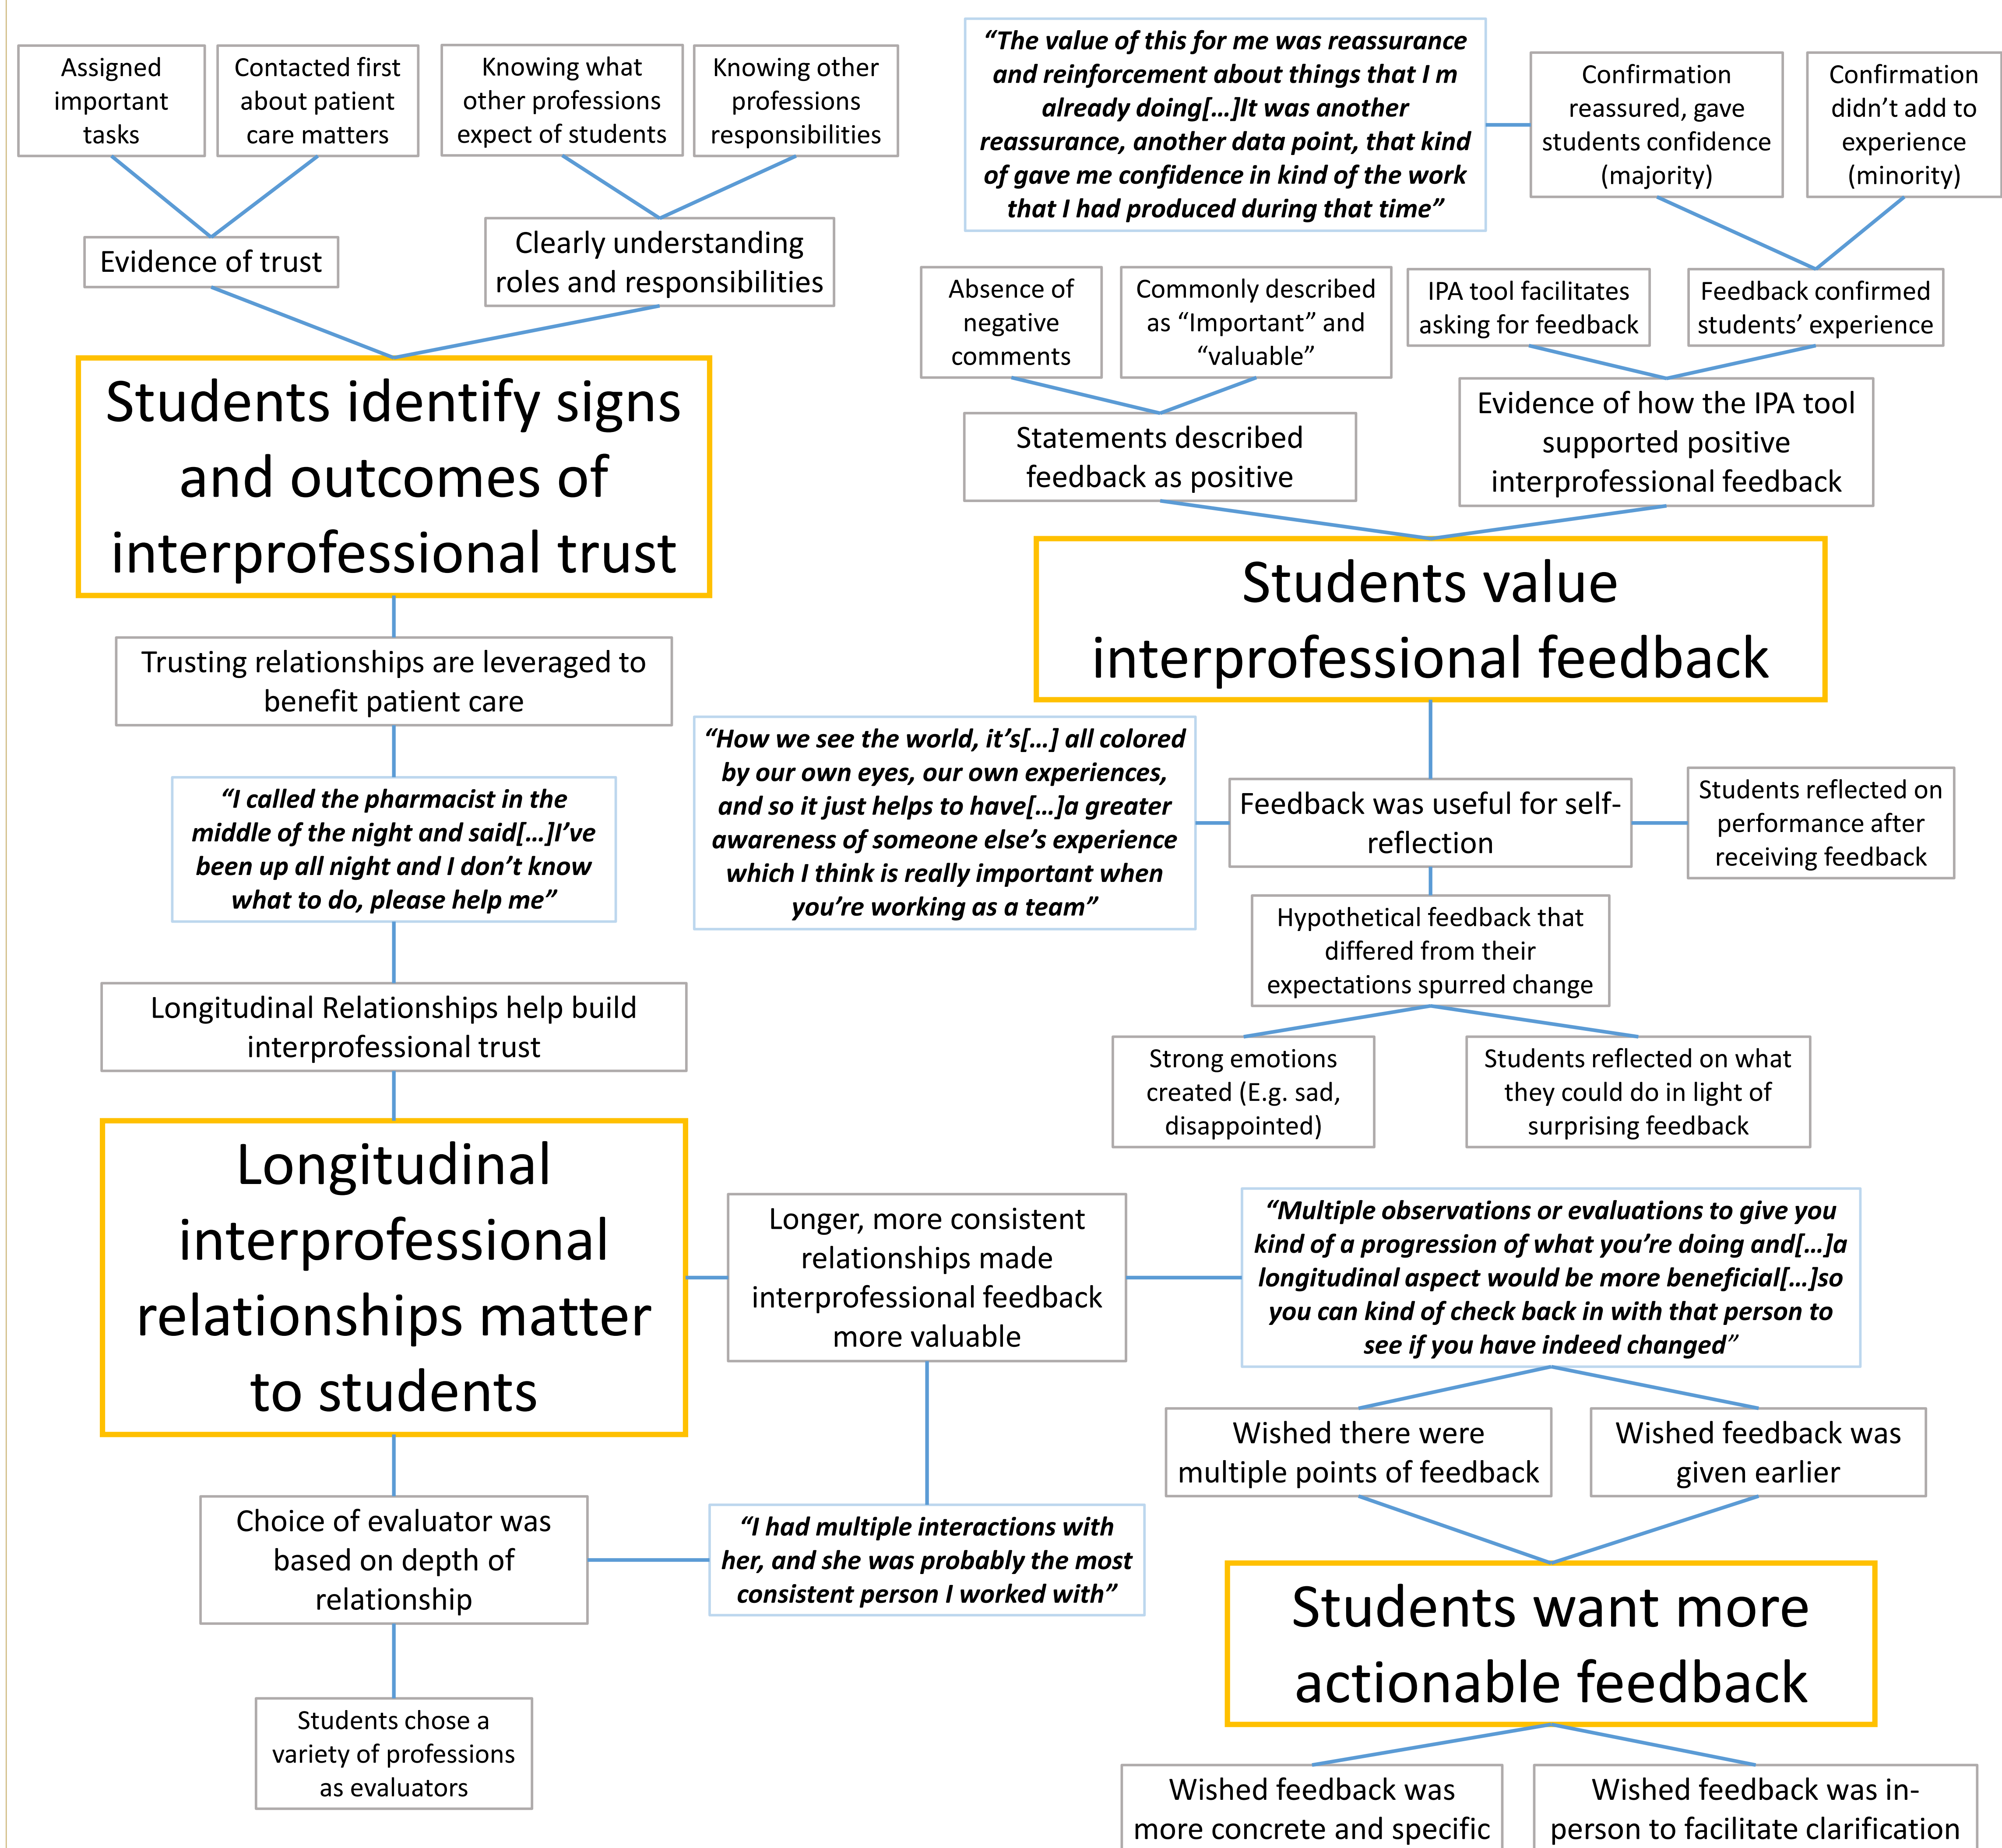 Assigned
important
tasks
Contacted first
about patient
care matters
Knowing what
other professions
expect of students
Knowing other
professions
responsibilities
Evidence of trust
Clearly understanding
roles and responsibilities
Students identify signs
and outcomes of
interprofessional trust
Trusting relationships are leveraged to
benefit patient care
“I called the pharmacist in the
middle of the night and said[…]I’ve
been up all night and I don’t know
what to do, please help me”
Longitudinal Relationships help build
interprofessional trust
Longitudinal
interprofessional
relationships matter
to students
Choice of evaluator was
based on depth of
relationship
Students chose a
variety of professions
as evaluators
Longer, more consistent
relationships made
interprofessional feedback
more valuable
“I had multiple interactions with
her, and she was probably the most
consistent person I worked with”
“The value of this for me was reassurance
and reinforcement about things that I m
already doing[…]It was another
reassurance, another data point, that kind
of gave me confidence in kind of the work
that I had produced during that time”
Confirmation
reassured, gave
students confidence
(majority)
Confirmation
didn’t add to
experience
(minority)
Absence of
negative
comments
Commonly described
as “Important” and
“valuable”
IPA tool facilitates
asking for feedback
Feedback confirmed
students’ experience
Statements described
feedback as positive
Evidence of how the IPA tool
supported positive
interprofessional feedback
Students value
interprofessional feedback
“How we see the world, it’s[…] all colored
by our own eyes, our own experiences,
and so it just helps to have[…]a greater
awareness of someone else’s experience
which I think is really important when
you’re working as a team”
Feedback was useful for self-
reflection
Students reflected on
performance after
receiving feedback
Hypothetical feedback that
differed from their
expectations spurred change
Strong emotions
created (E.g. sad,
disappointed)
Students reflected on what
they could do in light of
surprising feedback
“Multiple observations or evaluations to give you
kind of a progression of what you’re doing and[…]a
longitudinal aspect would be more beneficial[…]so
you can kind of check back in with that person to
see if you have indeed changed”
Wished there were
multiple points of feedback
Wished feedback was
given earlier
Students want more
actionable feedback
Wished feedback was
more concrete and specific
Wished feedback was in-
person to facilitate clarification